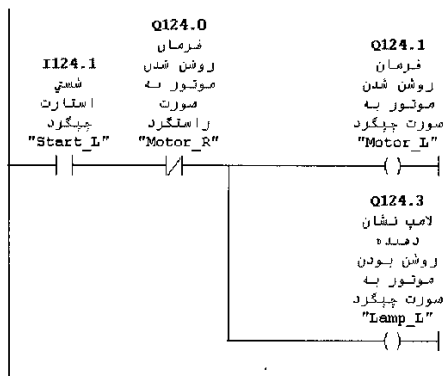 I124.1
شستي
استارت
چپگرد
"Start_L"
Q124.0
فرمان
روشن شدن
موتور به
صورت
راستگرد
"Motor_R"
Q124.1
فرمان
روشن شدن
موتور به
صورت چپگرد
"Motor_L"
Q124.3
لامپ نشان
دهنده
روشن بودن
موتور به
صورت چپگرد
"Lamp_L"